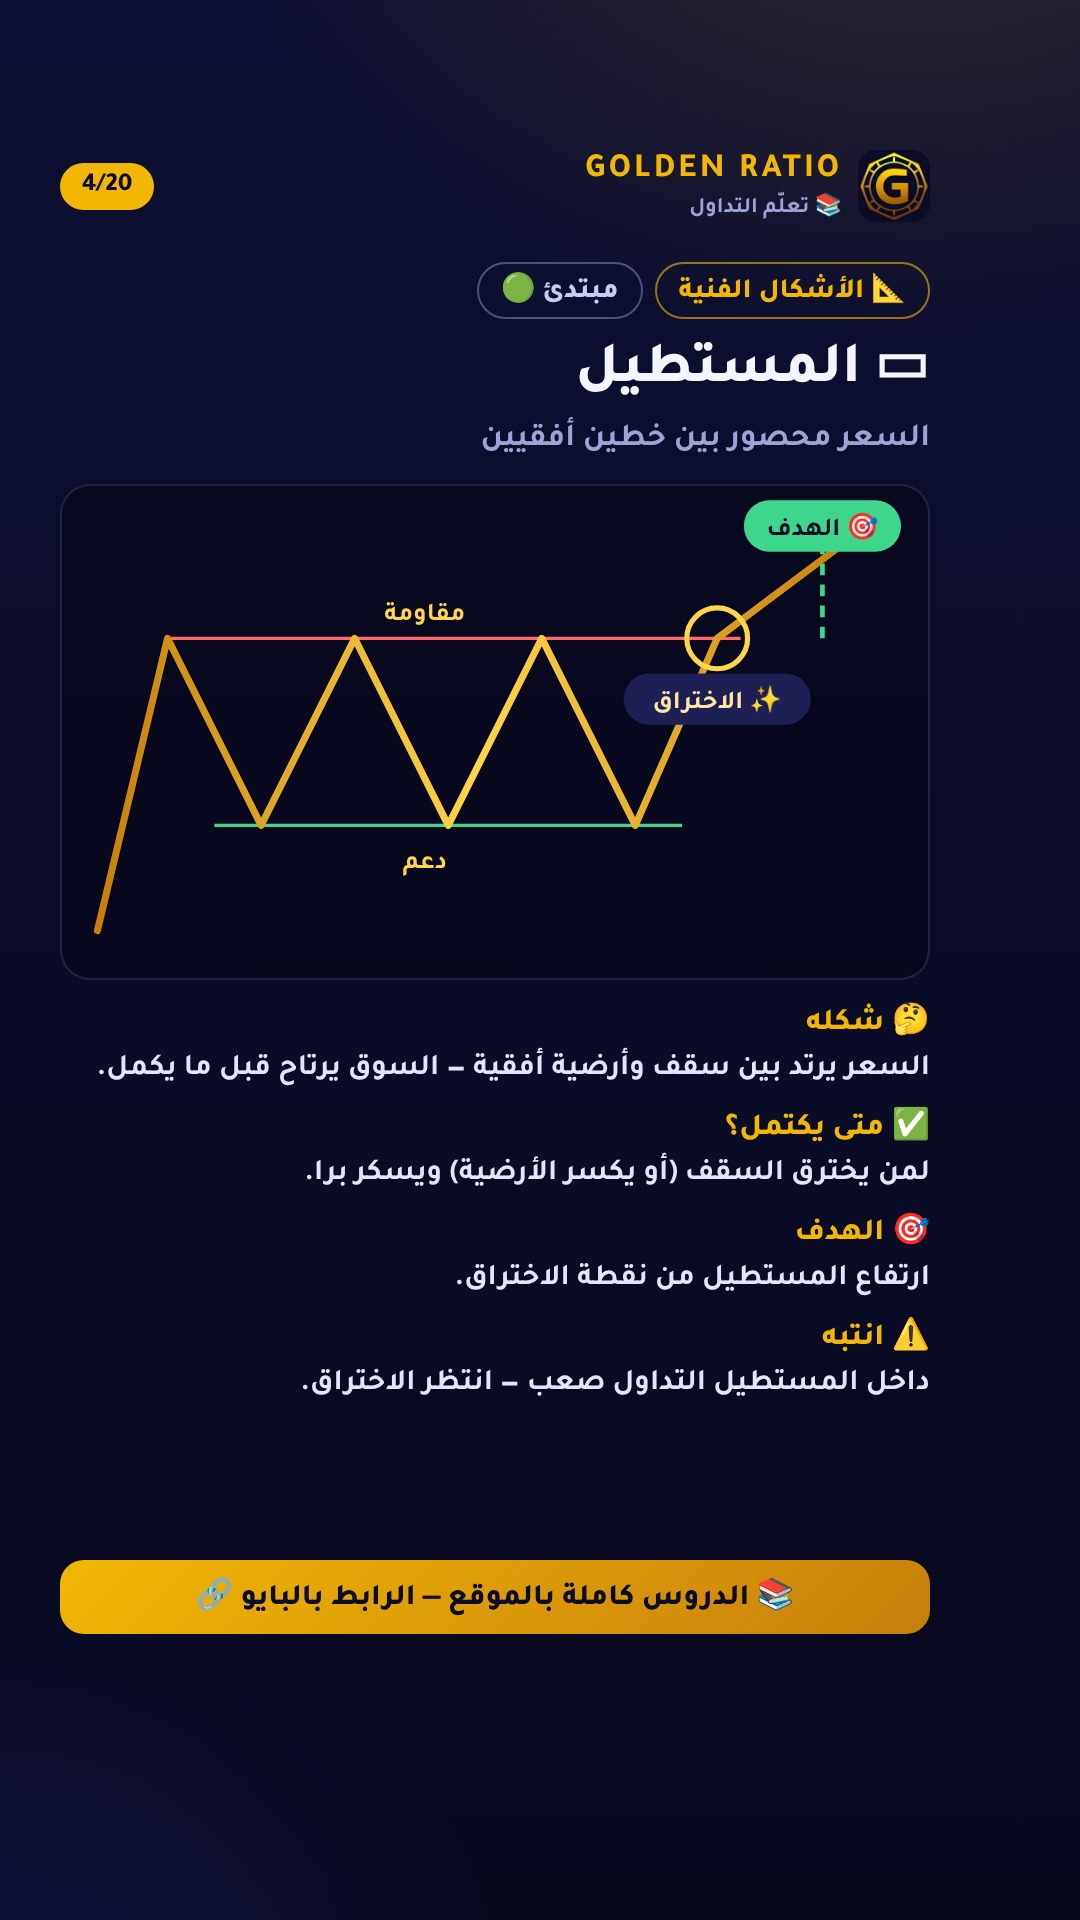 GOLDEN RATIO
📚 تعلّم التداول
4/20
📐 الأشكال الفنية
مبتدئ 🟢
▭ المستطيل
السعر محصور بين خطين أفقيين
🎯 الهدف
مقاومة
✨ الاختراق
دعم
🤔 شكله
السعر يرتد بين سقف وأرضية أفقية – السوق يرتاح قبل ما يكمل.
✅ متى يكتمل؟
لمن يخترق السقف (أو يكسر الأرضية) ويسكر برا.
🎯 الهدف
ارتفاع المستطيل من نقطة الاختراق.
⚠️ انتبه
داخل المستطيل التداول صعب – انتظر الاختراق.
📚 الدروس كاملة بالموقع – الرابط بالبايو 🔗